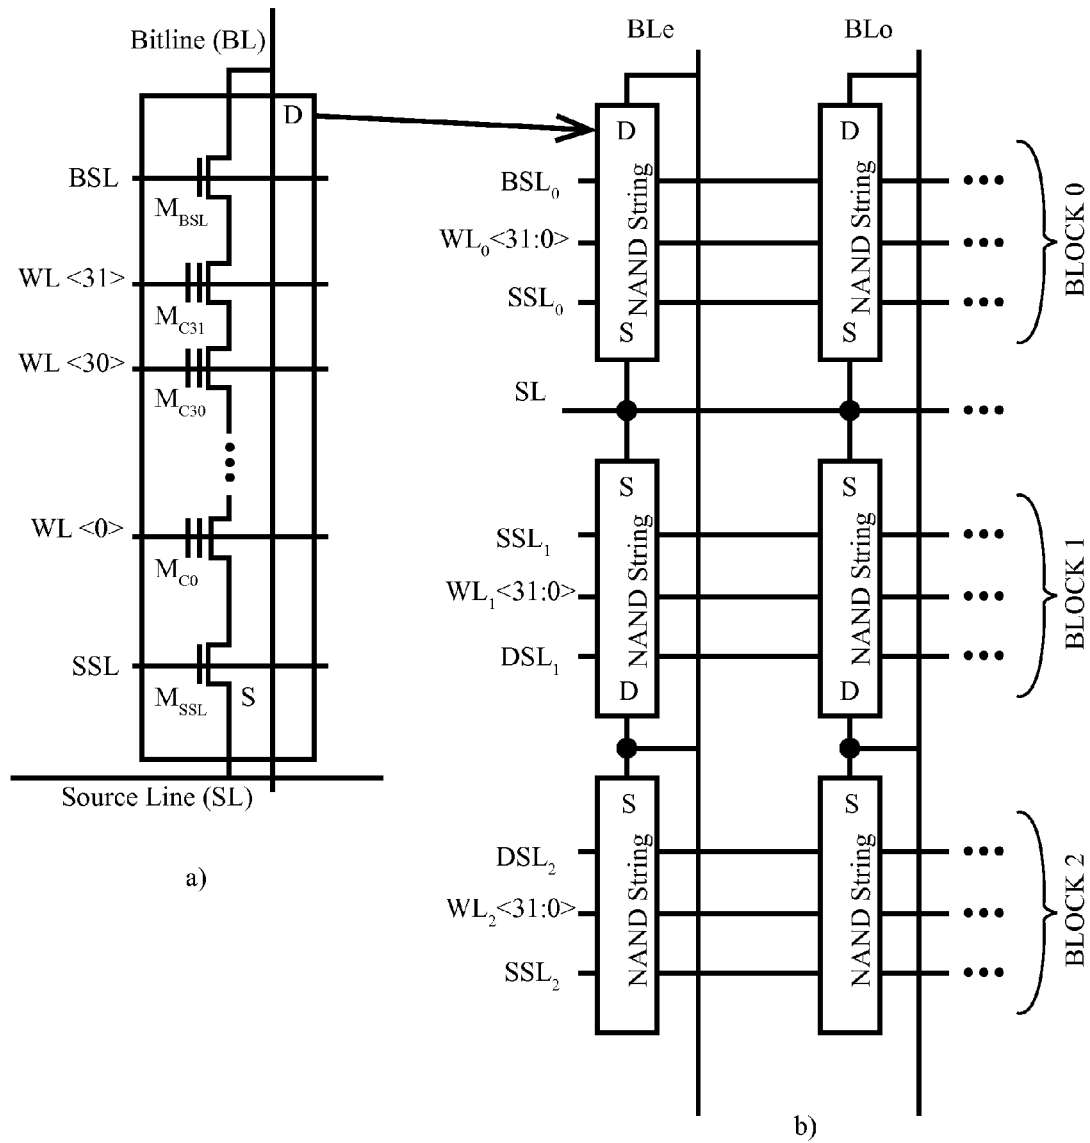 Bitline (BL)
D
BSL
M_BSL
WL <31>
M_C31
WL <30>
M_C30
WL <0>
M_C0
SSL
M_SSL
S
Source Line (SL)
a)
BLe
BLo
D
D
BSL_0
WL_0<31:0>
SSL_0
NAND String
NAND String
S
S
BLOCK 0
SL
S
S
SSL_1
WL_1<31:0>
DSL_1
NAND String
NAND String
D
D
BLOCK 1
S
S
DSL_2
WL_2<31:0>
SSL_2
NAND String
NAND String
BLOCK 2
b)